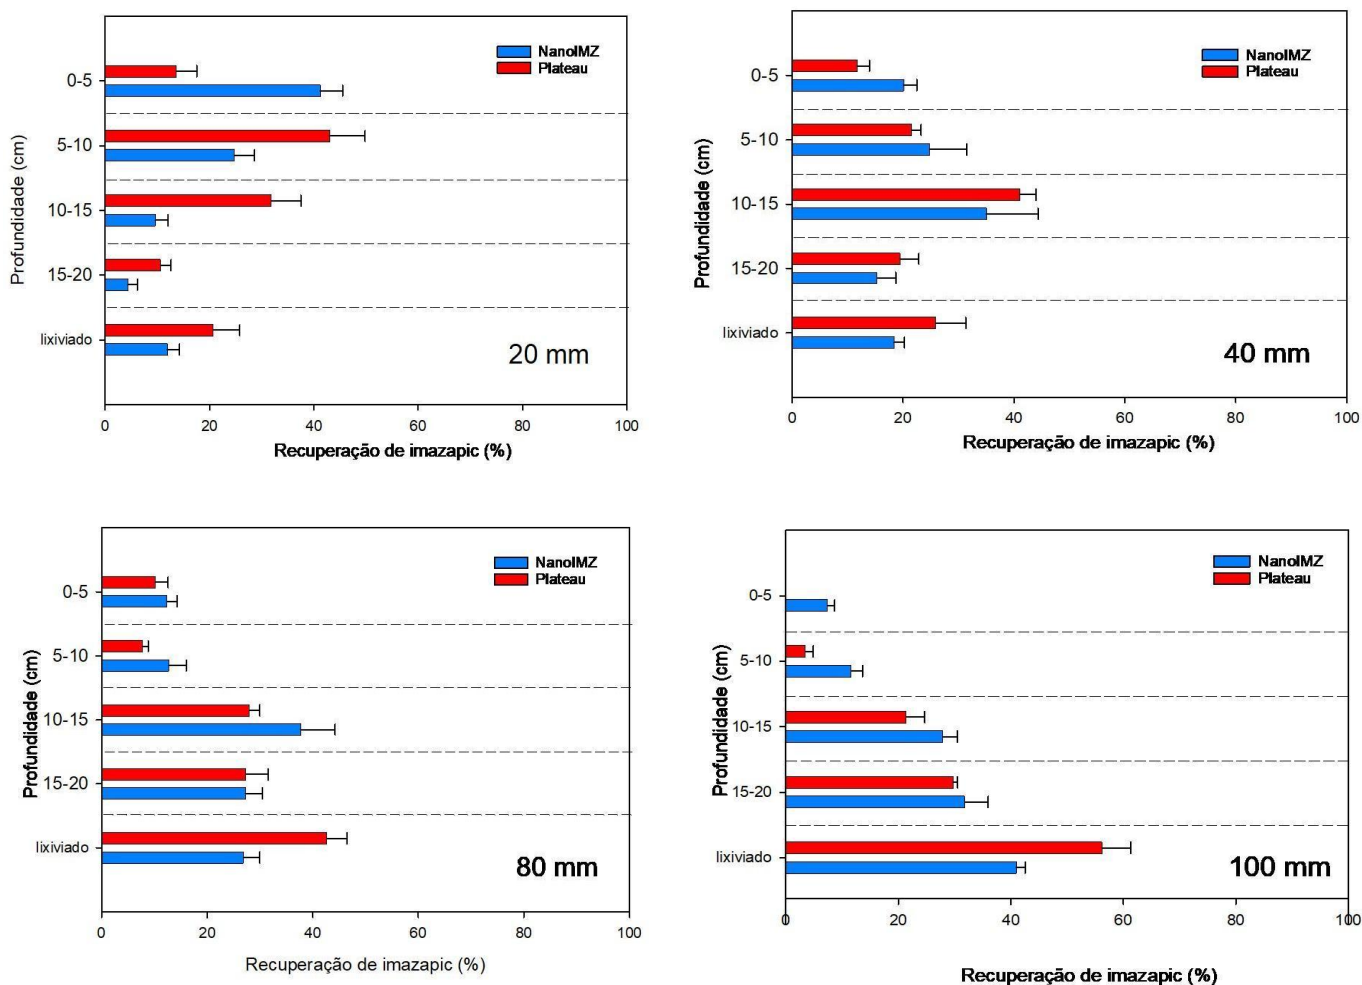 NanoIMZ
Plateau
0-5
5-10
10-15
15-20
lixiviado
Profundidade (cm)
20 mm
0 20 40 60 80 100
Recuperação de imazapic (%)
NanoIMZ
Plateau
0-5
5-10
10-15
15-20
lixiviado
Profundidade (cm)
40 mm
0 20 40 60 80 100
Recuperação de imazapic (%)
NanoIMZ
Plateau
0-5
5-10
10-15
15-20
lixiviado
Profundidade (cm)
80 mm
0 20 40 60 80 100
Recuperação de imazapic (%)
NanoIMZ
Plateau
0-5
5-10
10-15
15-20
lixiviado
Profundidade (cm)
100 mm
0 20 40 60 80 100
Recuperação de imazapic (%)